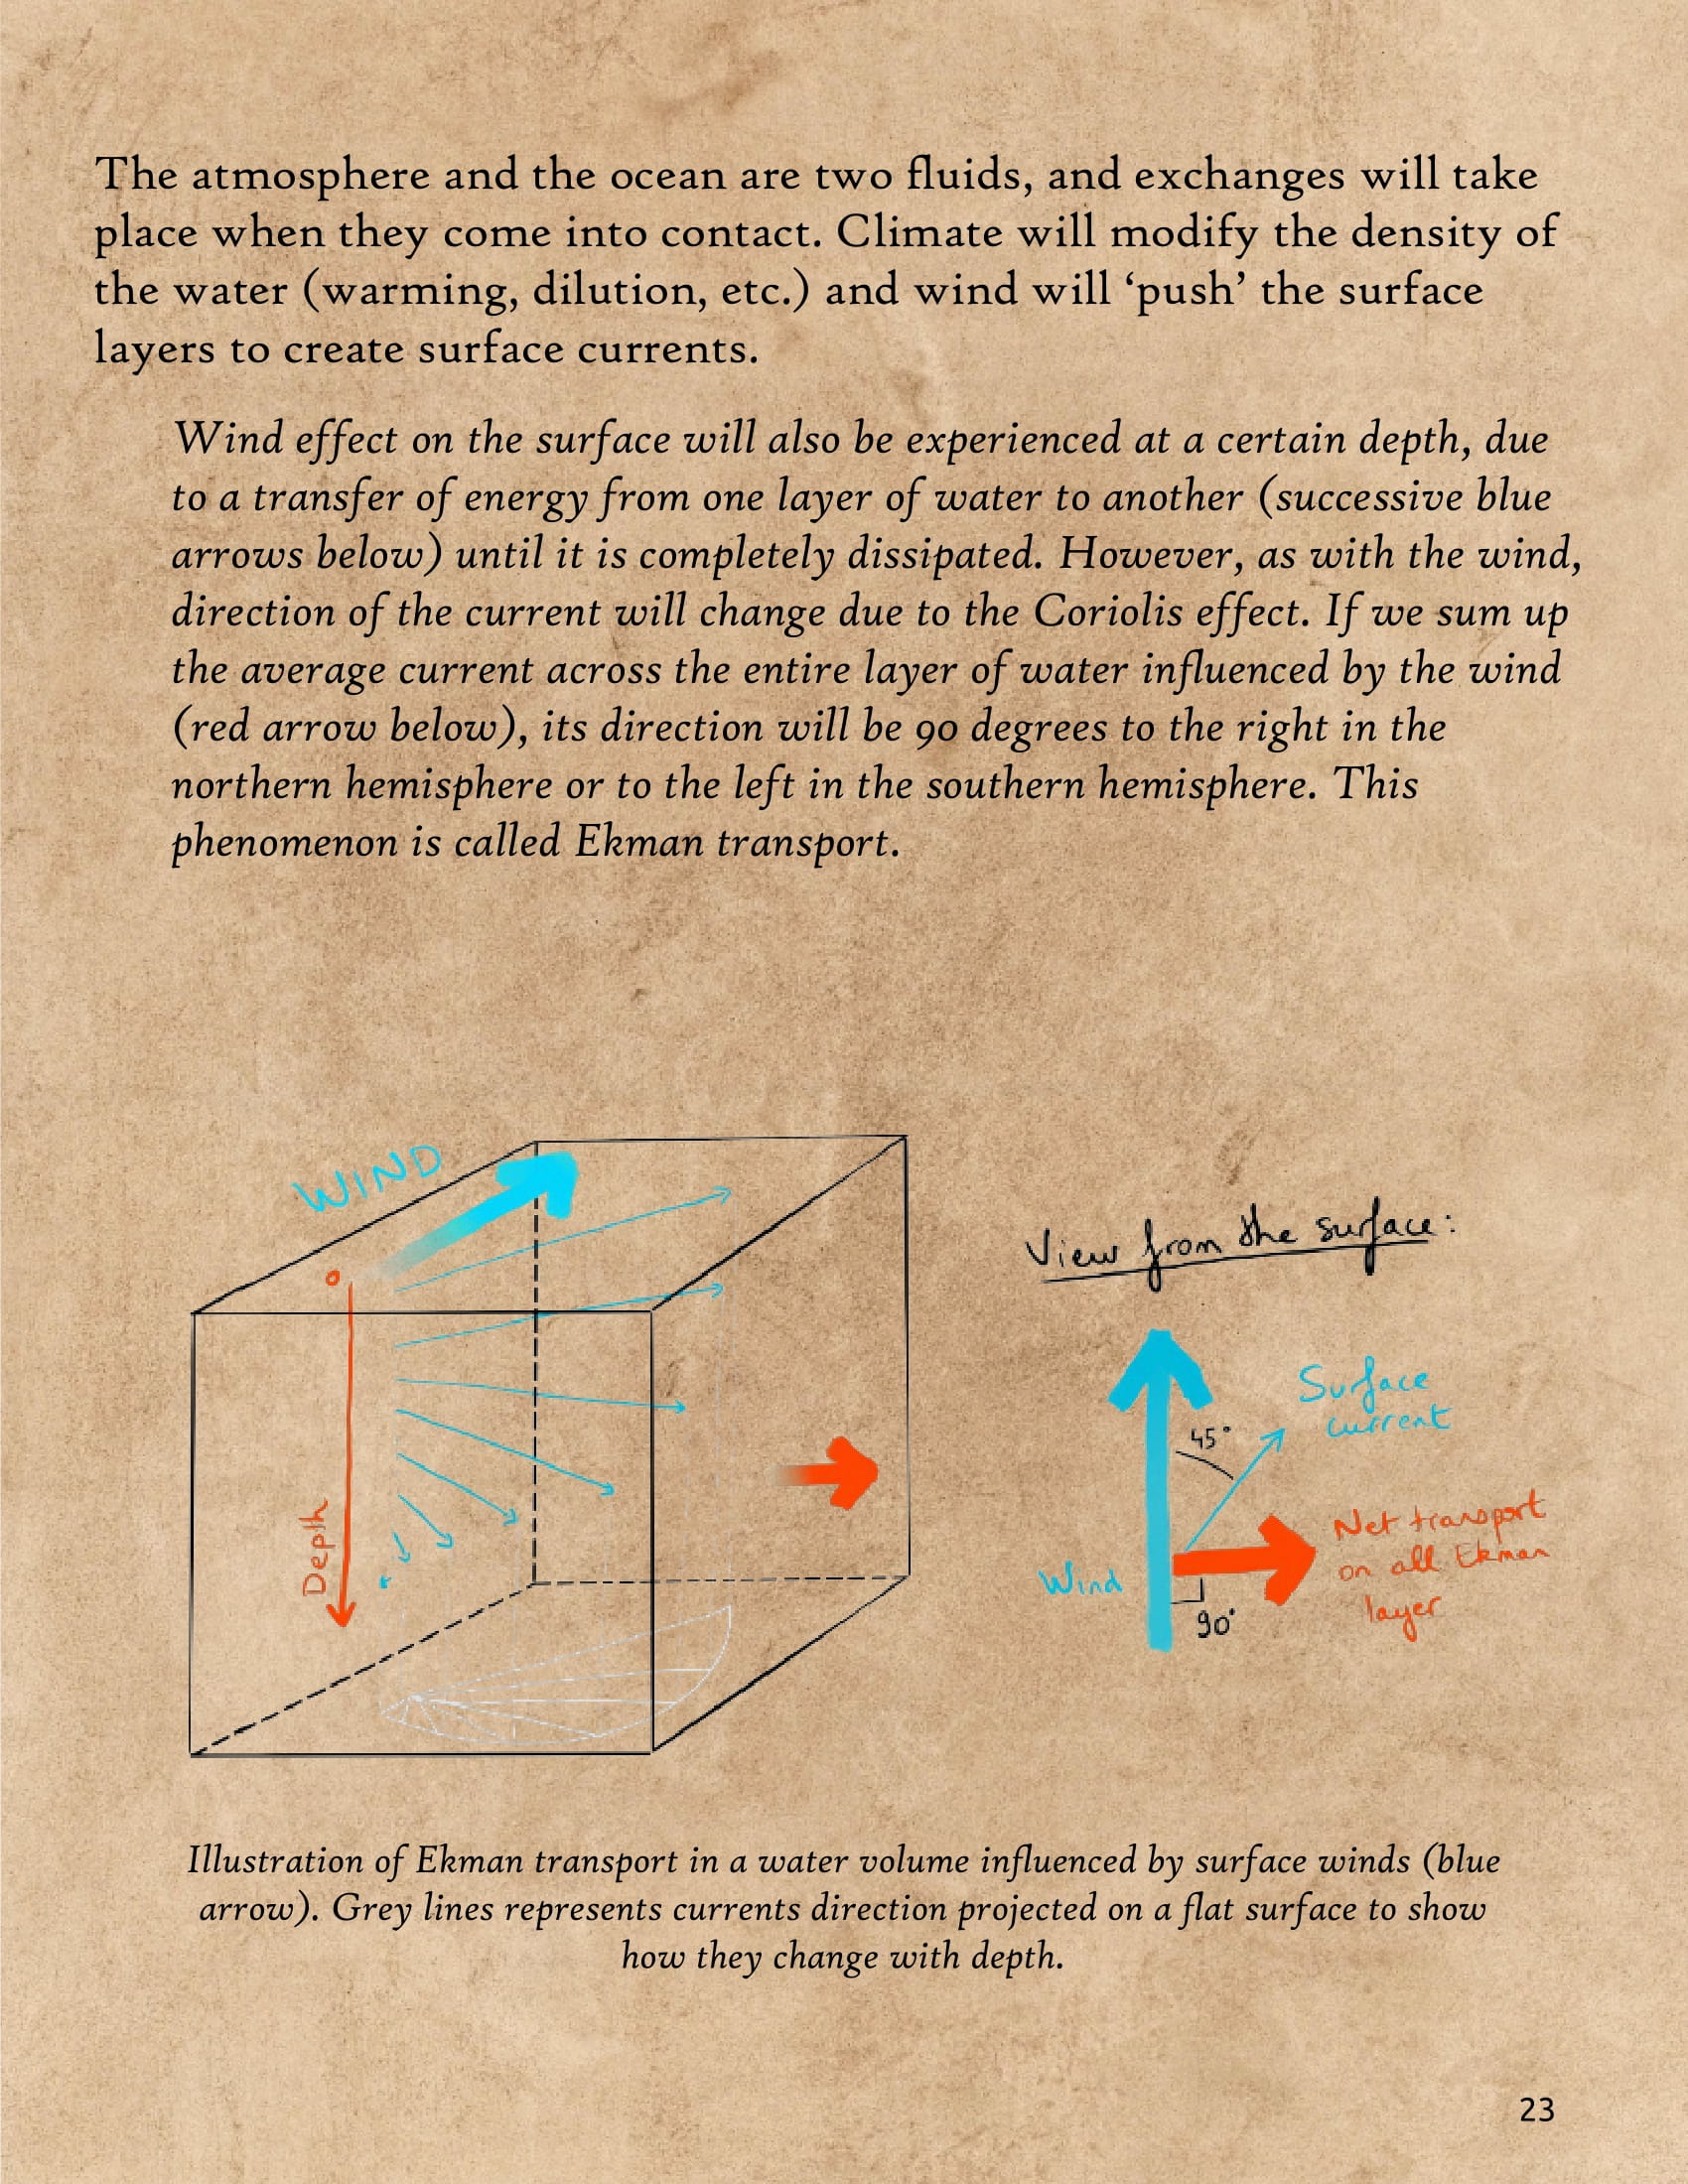 The atmosphere and the ocean are two fluids, and exchanges will take
place when they come into contact. Climate will modify the density of
the water (warming, dilution, etc.) and wind will ‘push’ the surface
layers to create surface currents.
Wind effect on the surface will also be experienced at a certain depth, due
to a transfer of energy from one layer of water to another (successive blue
arrows below) until it is completely dissipated. However, as with the wind,
direction of the current will change due to the Coriolis effect. If we sum up
the average current across the entire layer of water influenced by the wind
(red arrow below), its direction will be 90 degrees to the right in the
northern hemisphere or to the left in the southern hemisphere. This
phenomenon is called Ekman transport.
WIND
0
Depth
View from the surface:
Surface
current
45°
Net transport
on all Ekman
layer
Wind
90°
Illustration of Ekman transport in a water volume influenced by surface winds (blue
arrow). Grey lines represents currents direction projected on a flat surface to show
how they change with depth.
23